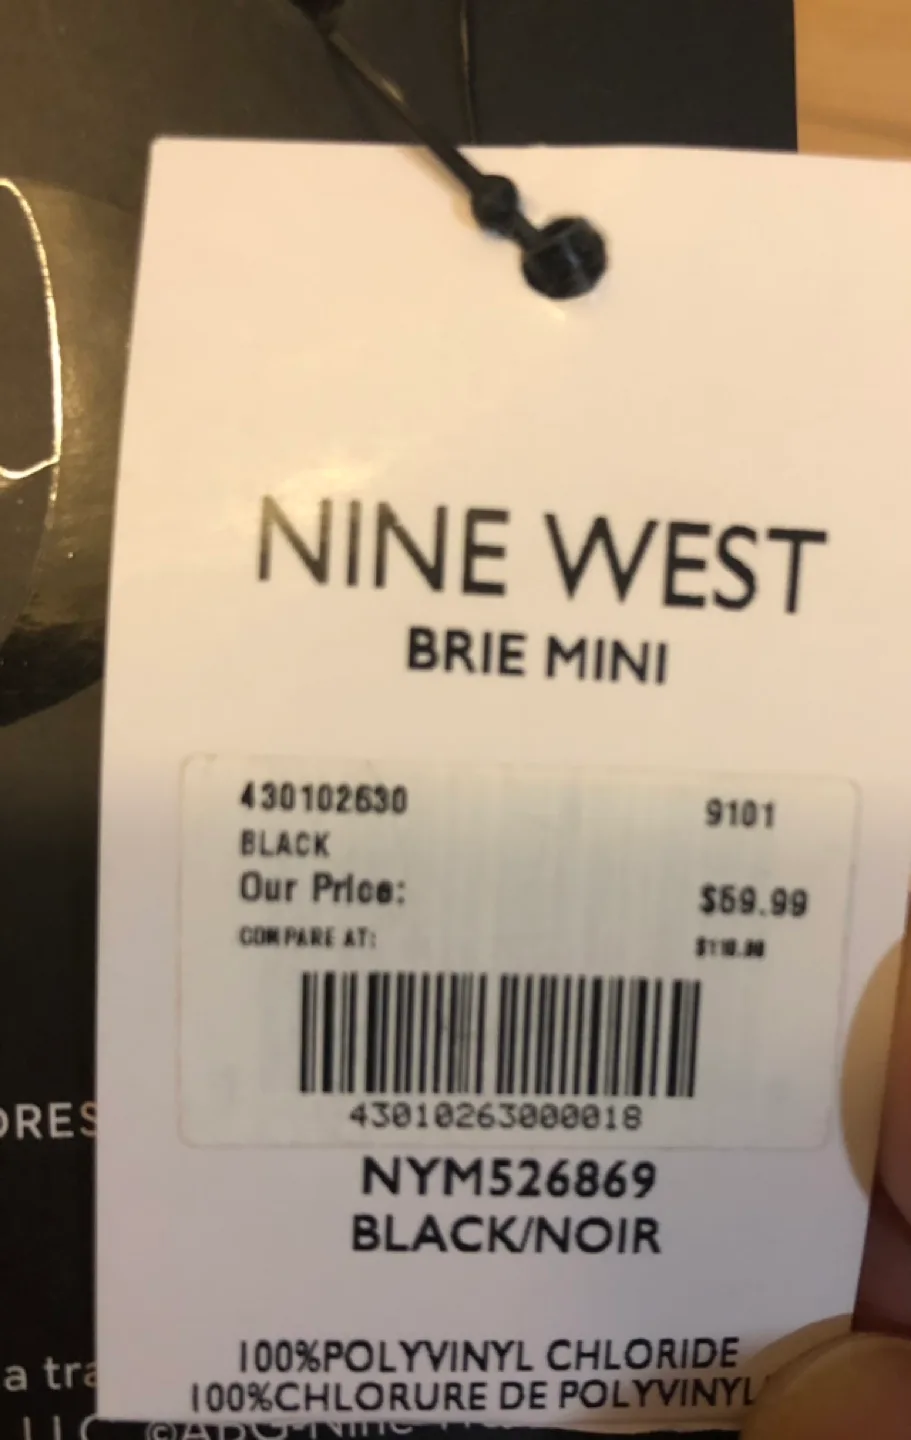 NINE WEST
BRIE MINI
430102630 9101
BLACK
Our Price: $59.99
COMPARE AT:
43010263000018
NYM526869
BLACK/NOIR
100%POLYVINYL CHLORIDE
100%CHLORURE DE POLYVINYL
a
LLC